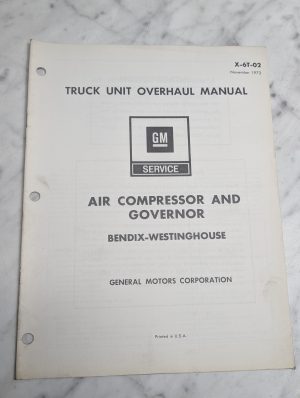 X-6T-02
November 1973
TRUCK UNIT OVERHAUL MANUAL
GM
SERVICE
AIR COMPRESSOR AND
GOVERNOR
BENDIX-WESTINGHOUSE
GENERAL MOTORS CORPORATION
Printed in U.S.A.